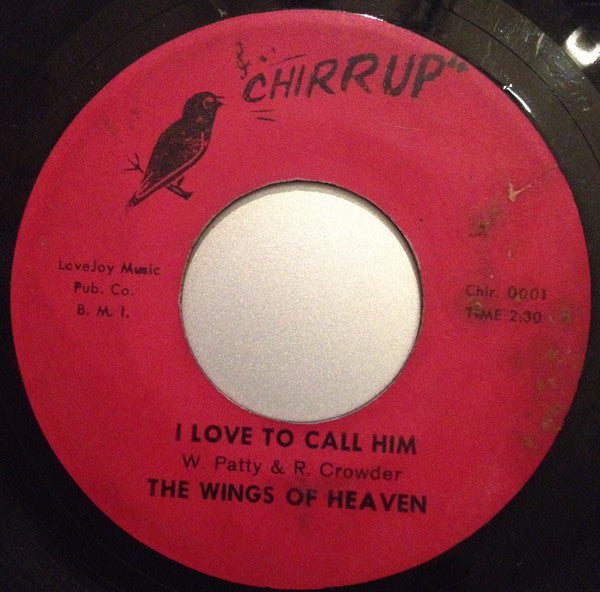 "CHIRRUP"
LoveJoy Music
Pub. Co.
B. M. I.
Chir. 0001
TIME 2:30
I LOVE TO CALL HIM
W. Patty & R. Crowder
THE WINGS OF HEAVEN